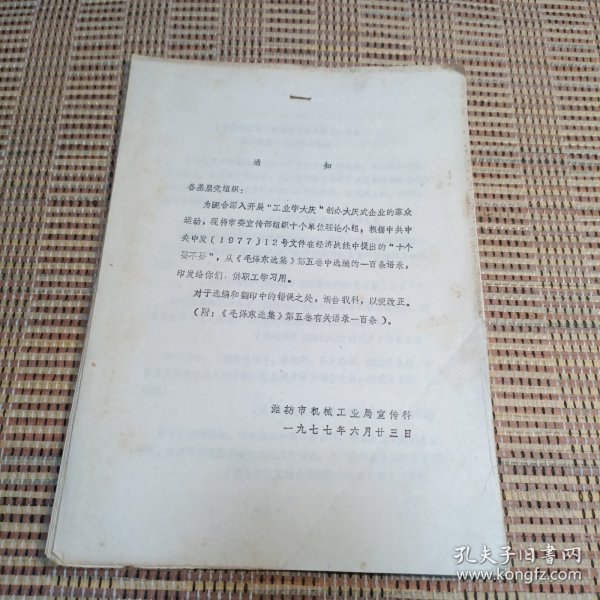 通知
各基层党组织：
为配合深入开展“工业学大庆”创办大庆式企业的群众
运动，现将市委宣传部组织十个单位理论小组，根据中共中
央中发（1977）12号文件在经济战线中提出的“十个
要不要”，从《毛泽东选集》第五卷中选编的一百条语录，
印发给你们，供职工学习用。
对于选编和翻印中的错误之处，请告我科，以便改正。
（附：《毛泽东选集》第五卷有关语录一百条）。
潍坊市机械工业局宣传科
一九七七年六月廿三日
孔夫子旧书网
www.kongfz.com